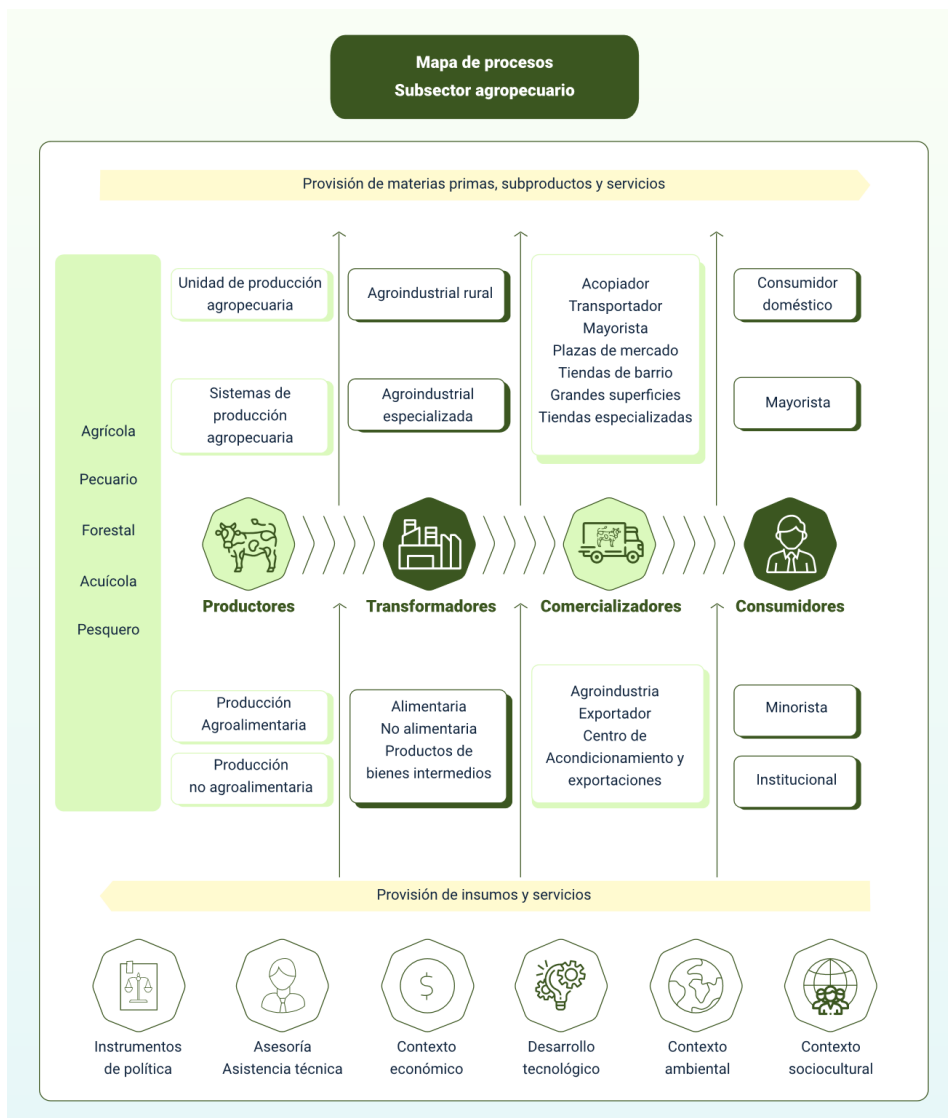 Mapa de procesos
Subsector agropecuario
Provisión de materias primas, subproductos y servicios
Agrícola
Pecuario
Forestal
Acuícola
Pesquero
Unidad de producción
agropecuaria
Sistemas de
producción
agropecuaria
Agroindustrial rural
Agroindustrial
especializada
Acopiador
Transportador
Mayorista
Plazas de mercado
Tiendas de barrio
Grandes superficies
Tiendas especializadas
Consumidor
doméstico
Mayorista
Productores
Transformadores
Comercializadores
Consumidores
Producción
Agroalimentaria
Producción
no agroalimentaria
Alimentaria
No alimentaria
Productos de
bienes intermedios
Agroindustria
Exportador
Centro de
Acondicionamiento y
exportaciones
Minorista
Institucional
Provisión de insumos y servicios
$
Instrumentos
de política
Asesoría
Asistencia técnica
Contexto
económico
Desarrollo
tecnológico
Contexto
ambiental
Contexto
sociocultural